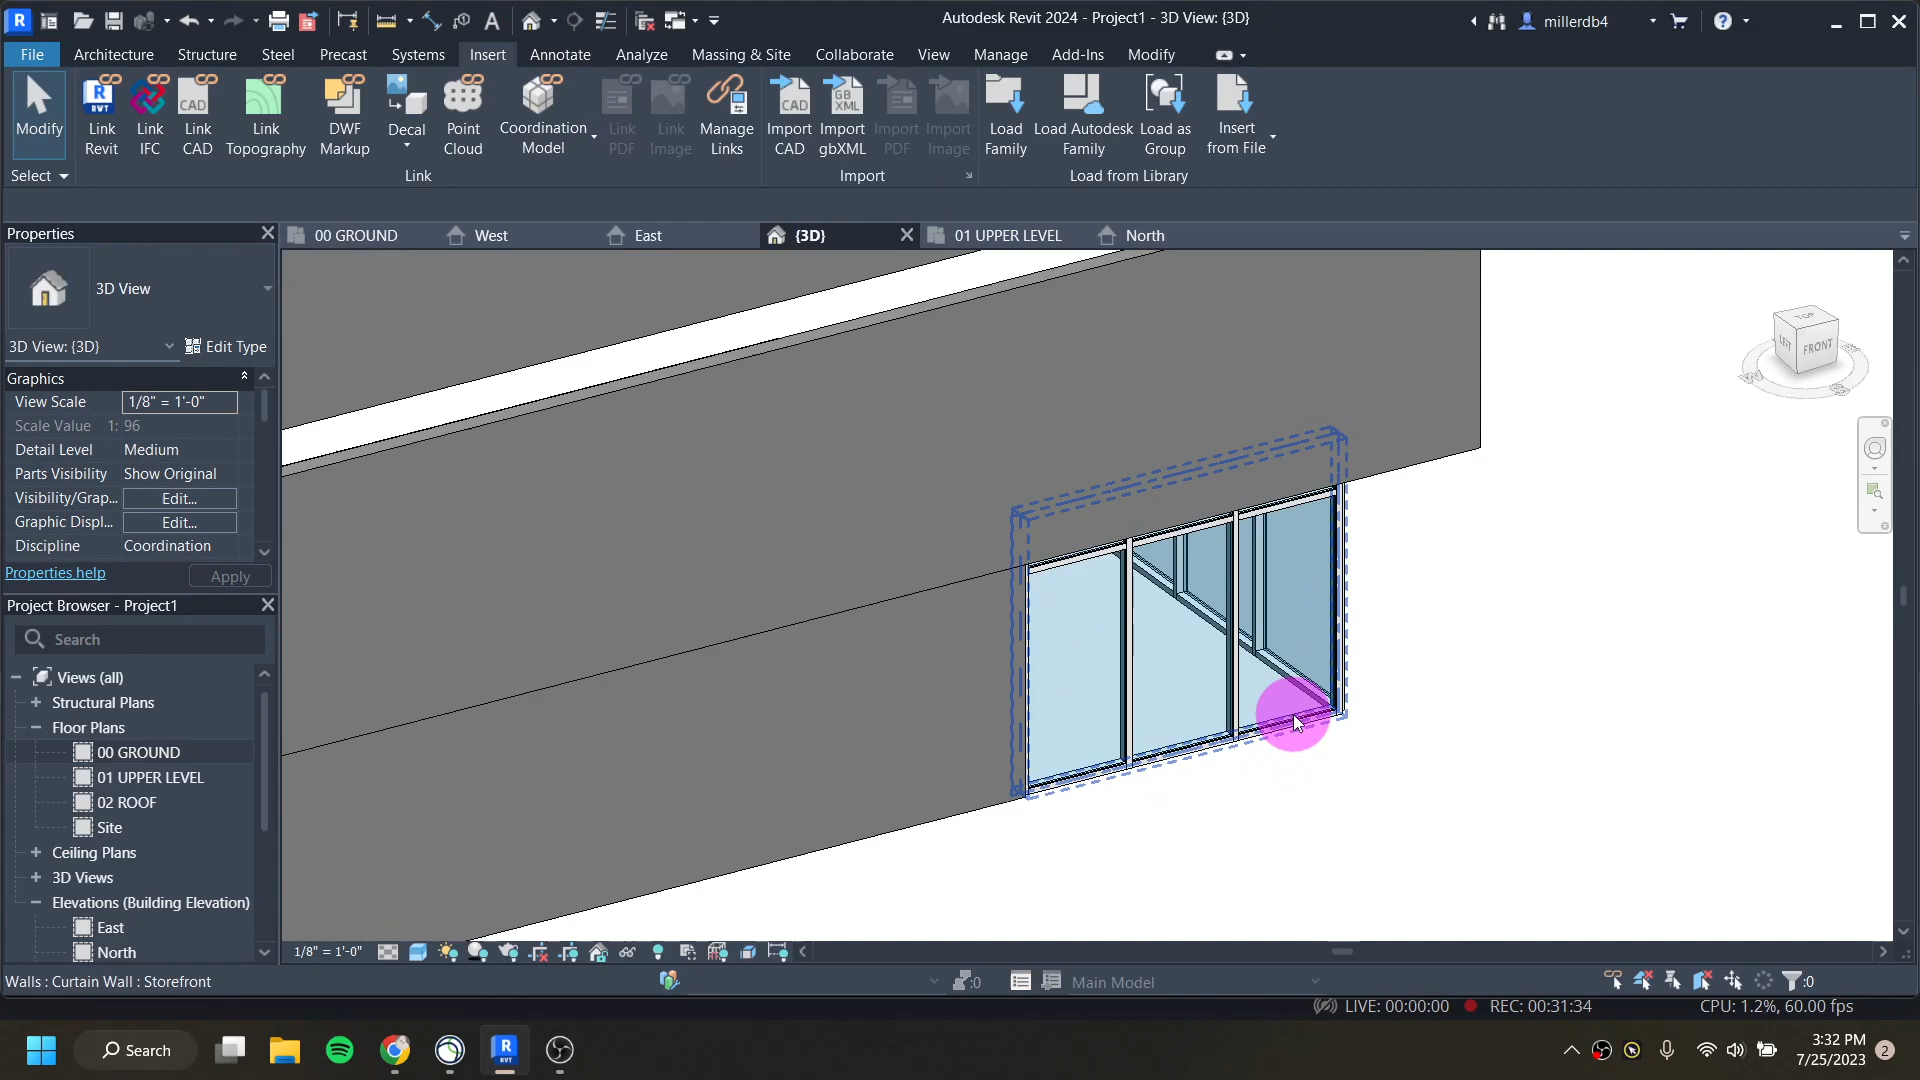 Autodesk Revit 2024 - Project1 - 3D View: {3D}
millerdb4
File
Architecture
Structure
Steel
Precast
Systems
Insert
Annotate
Analyze
Massing & Site
Collaborate
View
Manage
Add-Ins
Modify
Modify
Link Revit
Link IFC
Link CAD
Link Topography
DWF Markup
Decal
Point Cloud
Coordination Model
Link PDF
Link Image
Manage Links
Import CAD
Import gbXML
Import PDF
Import Image
Load Family
Load Autodesk Family
Load as Group
Insert from File
Select
Link
Import
Load from Library
Properties
00 GROUND
West
East
{3D}
01 UPPER LEVEL
North
3D View
3D View: {3D}
Edit Type
Graphics
View Scale 1/8" = 1'-0"
Scale Value 1: 96
Detail Level Medium
Parts Visibility Show Original
Visibility/Grap... Edit...
Graphic Displ... Edit...
Discipline Coordination
Properties help
Apply
Project Browser - Project1
Search
Views (all)
Structural Plans
Floor Plans
00 GROUND
01 UPPER LEVEL
02 ROOF
Site
Ceiling Plans
3D Views
Elevations (Building Elevation)
East
North
TOP
LEFT
FRONT
W
S
1/8" = 1'-0"
Walls : Curtain Wall : Storefront
:0
Main Model
:0
LIVE: 00:00:00
REC: 00:31:34
CPU: 1.2%, 60.00 fps
Search
3:32 PM
7/25/2023
2